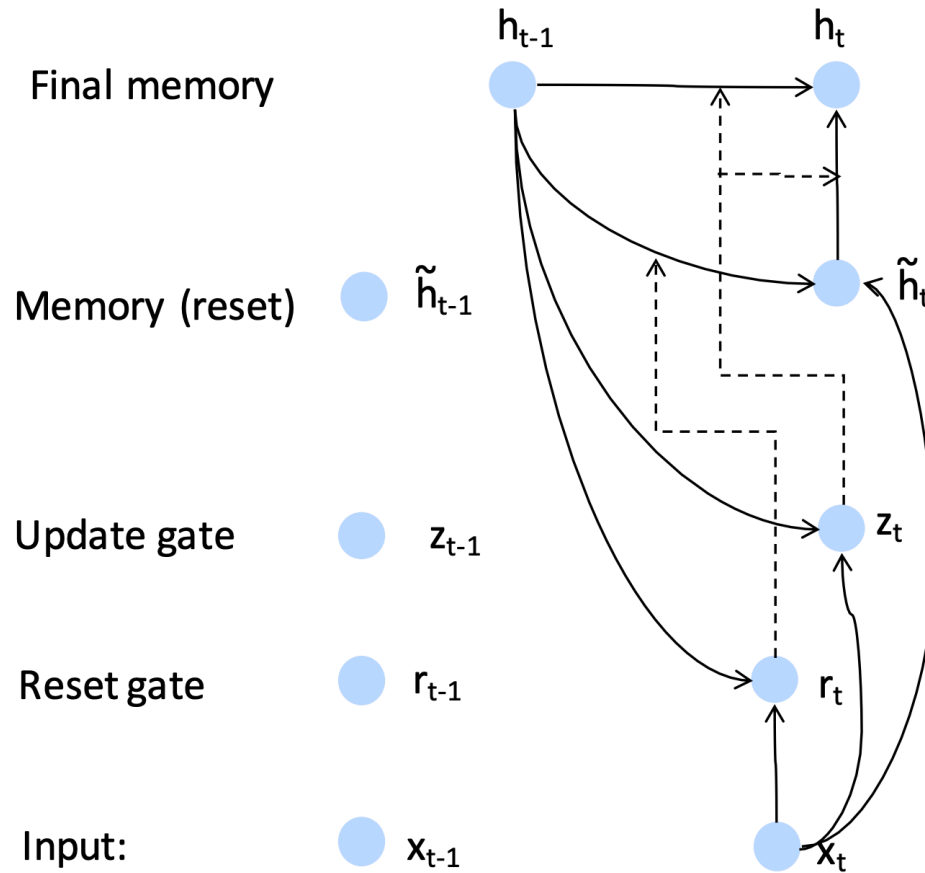 h_{t-1} h_t
Final memory
Memory (reset) h̃_{t-1} h̃_t
Update gate z_{t-1} z_t
Reset gate r_{t-1} r_t
Input: x_{t-1} x_t